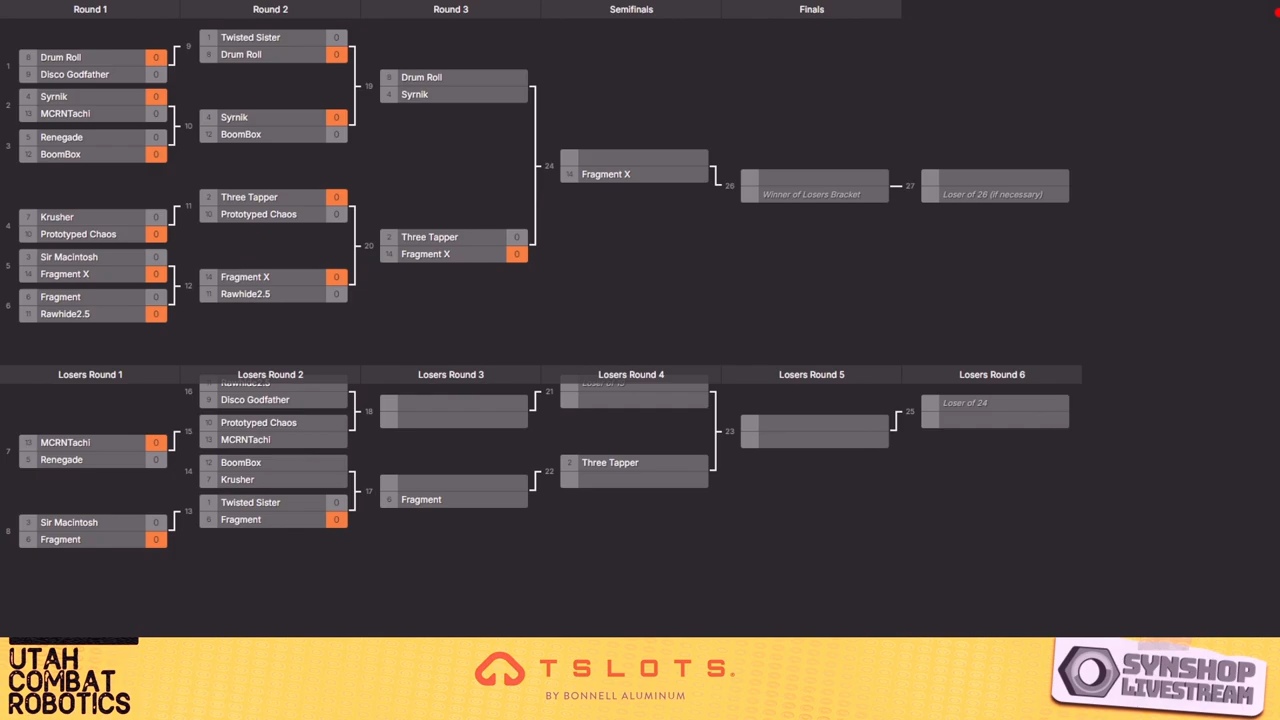 Round 1
Round 2
Round 3
Semifinals
Finals
1
8 Drum Roll 0
9 Disco Godfather 0
2
4 Syrnik 0
13 MCRNTachi 0
3
5 Renegade 0
12 BoomBox 0
4
7 Krusher 0
10 Prototyped Chaos 0
5
3 Sir Macintosh 0
14 Fragment X 0
6
6 Fragment 0
11 Rawhide2.5 0
9
1 Twisted Sister 0
8 Drum Roll 0
10
4 Syrnik 0
12 BoomBox 0
11
2 Three Tapper 0
10 Prototyped Chaos 0
12
14 Fragment X 0
11 Rawhide2.5 0
19
8 Drum Roll
4 Syrnik
20
2 Three Tapper 0
14 Fragment X 0
24
14 Fragment X
26
Winner of Losers Bracket
27
Loser of 26 (if necessary)
Losers Round 1
Losers Round 2
Losers Round 3
Losers Round 4
Losers Round 5
Losers Round 6
7
13 MCRNTachi 0
5 Renegade 0
8
3 Sir Macintosh 0
6 Fragment 0
16
Rawhide2.5
9 Disco Godfather
15
10 Prototyped Chaos
13 MCRNTachi
14
12 BoomBox
7 Krusher
13
1 Twisted Sister 0
6 Fragment 0
18
17
6 Fragment
21
Loser of 19
22
2 Three Tapper
23
25
Loser of 24
UTAH
COMBAT
ROBOTICS
TSLOTS.
BY BONNELL ALUMINUM
SYNSHOP
LIVESTREAM